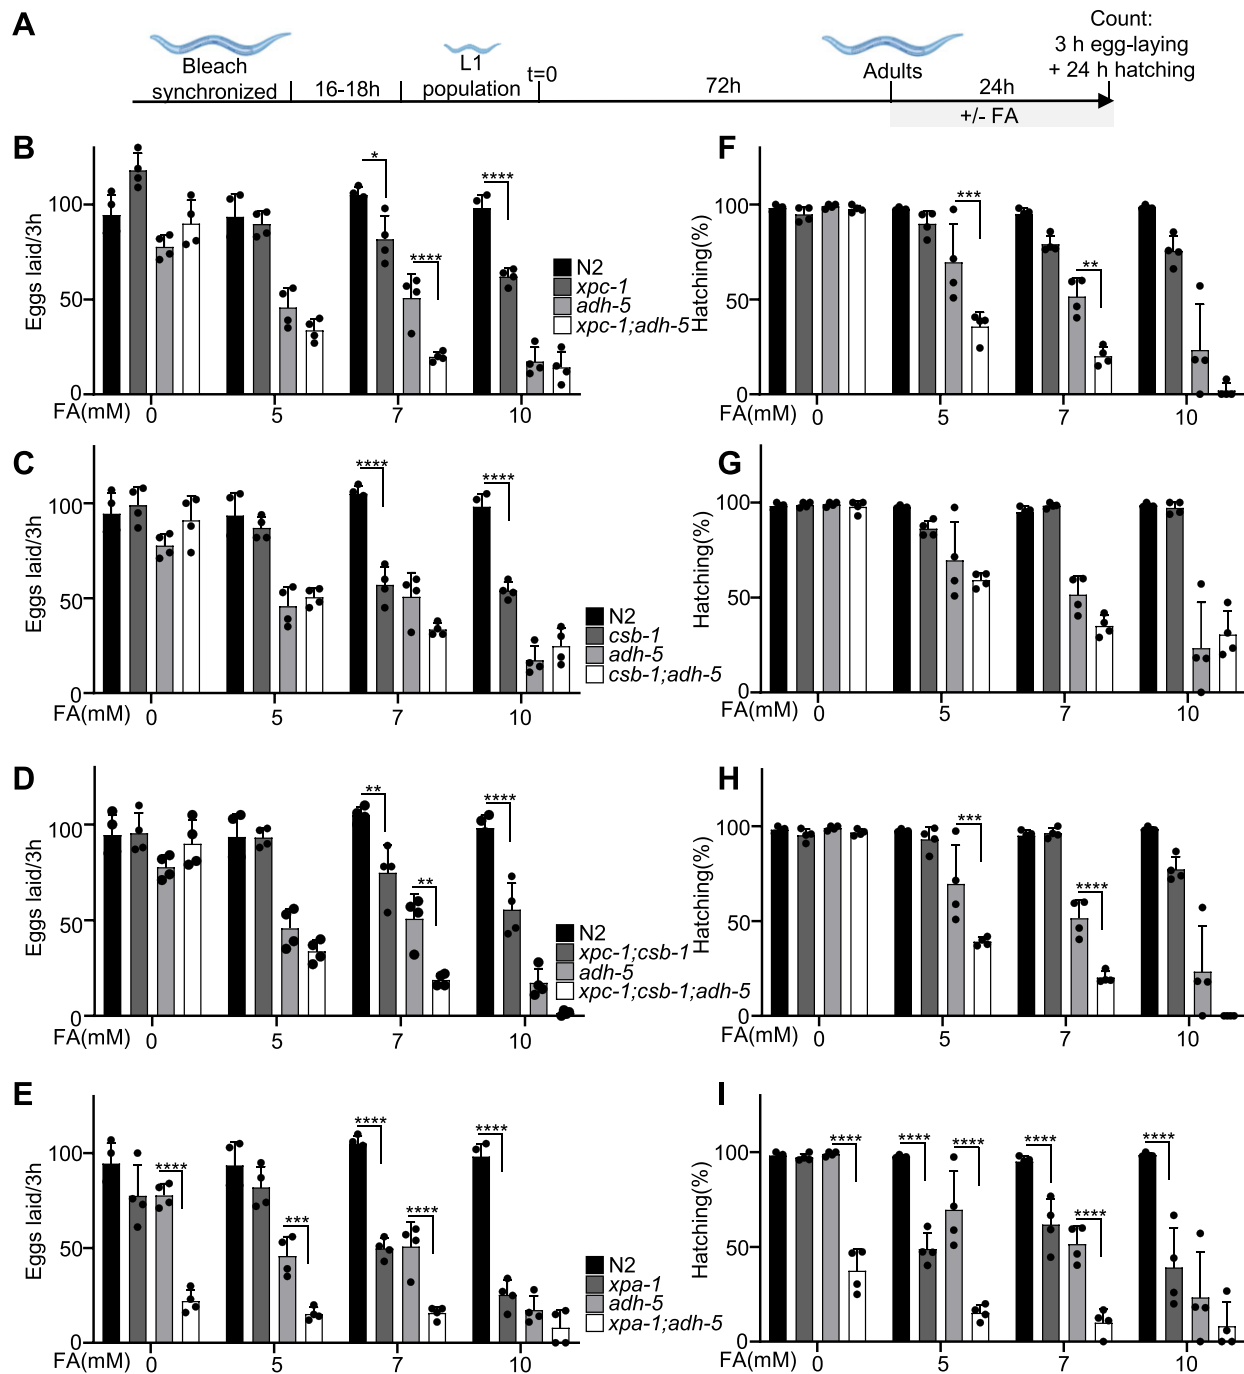 A
Bleach
synchronized
16-18h
L1
population
t=0
72h
Adults
24h
+/- FA
Count:
3 h egg-laying
+ 24 h hatching
B
Eggs laid/3h
100
50
0
* **** ****
N2
xpc-1
adh-5
xpc-1;adh-5
FA(mM) 0 5 7 10
F
Hatching(%)
100
50
0
*** **
FA(mM) 0 5 7 10
C
Eggs laid/3h
100
50
0
**** ****
N2
csb-1
adh-5
csb-1;adh-5
FA(mM) 0 5 7 10
G
Hatching(%)
100
50
0
FA(mM) 0 5 7 10
D
Eggs laid/3h
100
50
0
** ** ****
N2
xpc-1;csb-1
adh-5
xpc-1;csb-1;adh-5
FA(mM) 0 5 7 10
H
Hatching(%)
100
50
0
*** ****
FA(mM) 0 5 7 10
E
Eggs laid/3h
100
50
0
**** *** **** **** ****
N2
xpa-1
adh-5
xpa-1;adh-5
FA(mM) 0 5 7 10
I
Hatching(%)
100
50
0
**** **** **** **** **** ****
FA(mM) 0 5 7 10